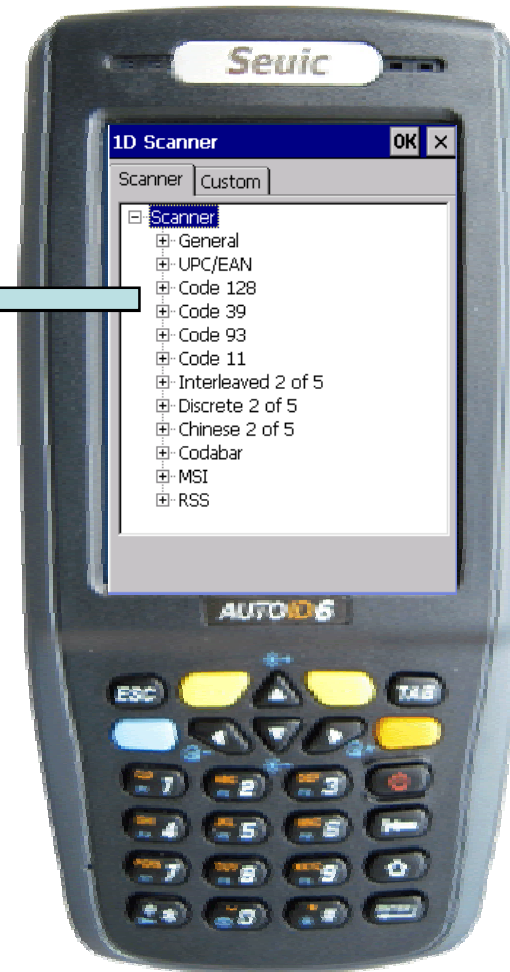 Seuic
1D Scanner OK ×
Scanner Custom
Scanner
General
UPC/EAN
Code 128
Code 39
Code 93
Code 11
Interleaved 2 of 5
Discrete 2 of 5
Chinese 2 of 5
Codabar
MSI
RSS
AUTOID 6
ESC TAB
1 2 3
4 5 6
7 8 9
* 0